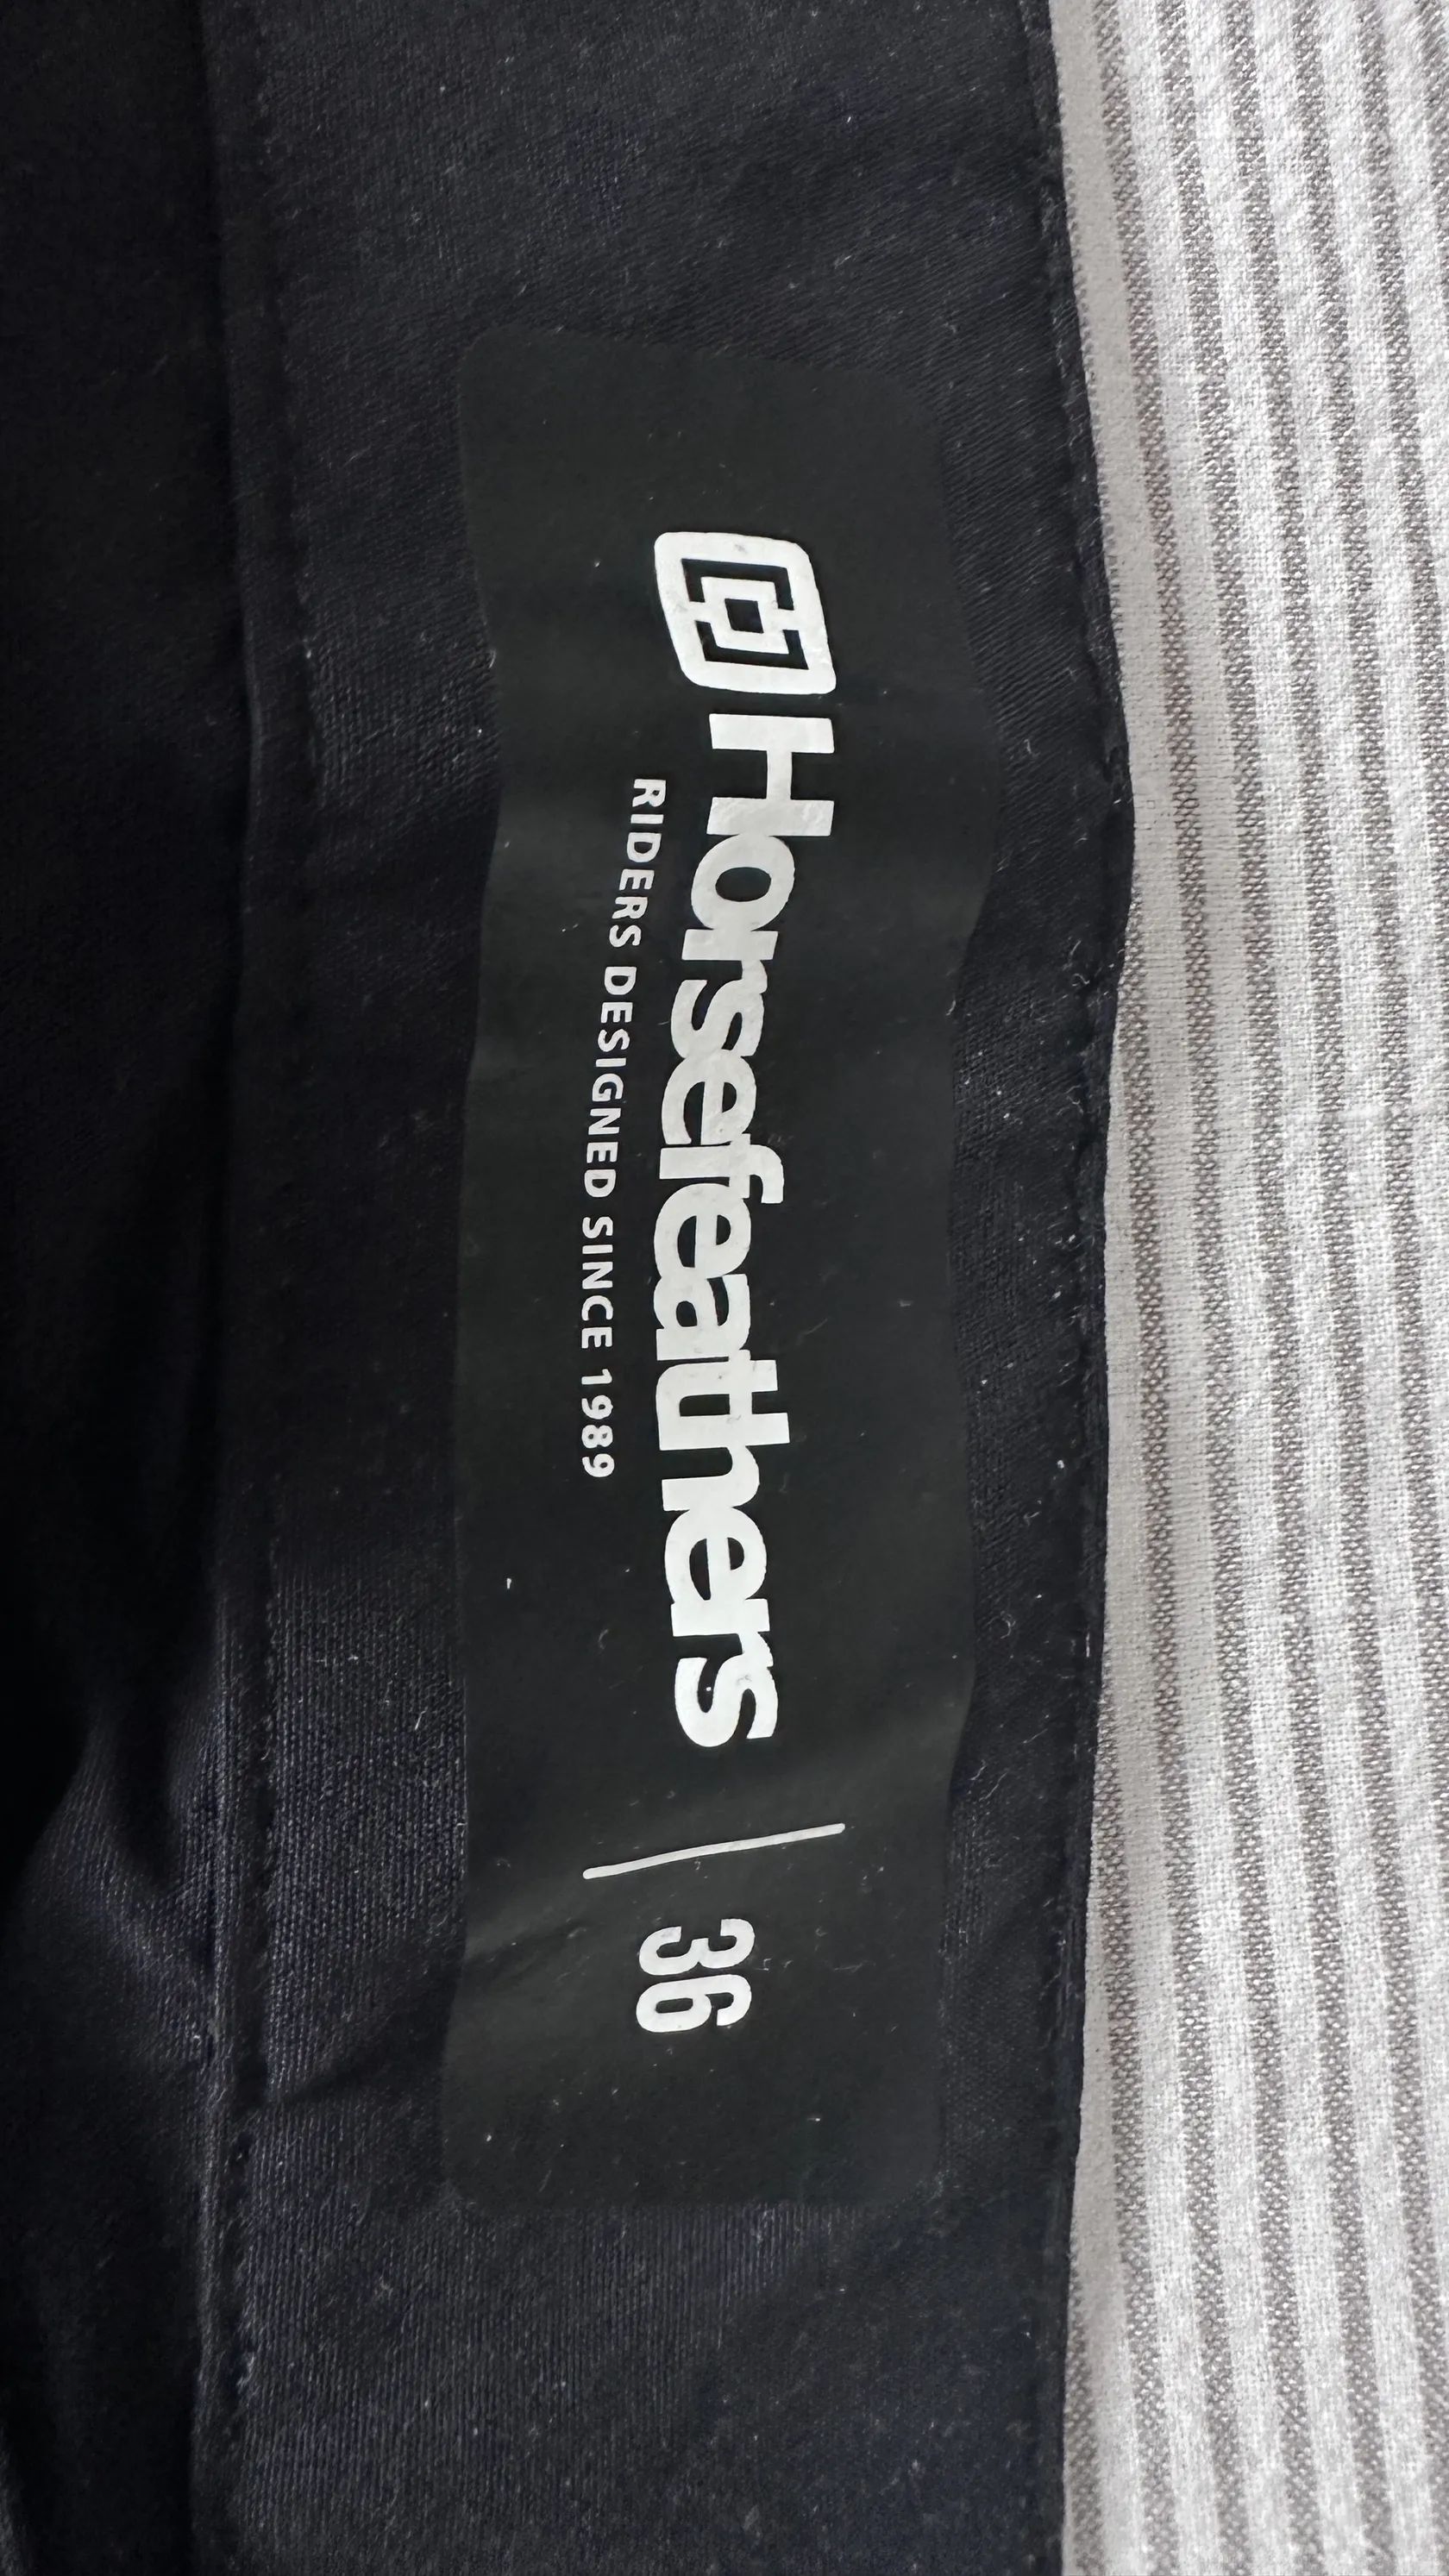 Horsefeathers
RIDERS DESIGNED SINCE 1989
36